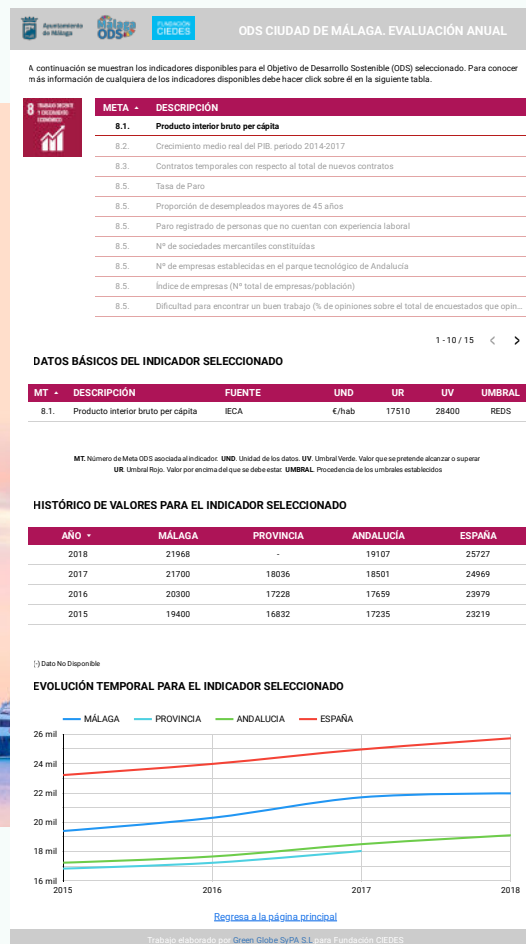 Ayuntamiento
de Málaga
Málaga
ODS
FUNDACIÓN
CIEDES
ODS CIUDAD DE MÁLAGA. EVALUACIÓN ANUAL
A continuación se muestran los indicadores disponibles para el Objetivo de Desarrollo Sostenible (ODS) seleccionado. Para conocer
más información de cualquiera de los indicadores disponibles debe hacer click sobre él en la siguiente tabla.
8 TRABAJO DECENTE
Y CRECIMIENTO
ECONÓMICO
META DESCRIPCIÓN
8.1. Producto interior bruto per cápita
8.2. Crecimiento medio real del PIB. periodo 2014-2017
8.3. Contratos temporales con respecto al total de nuevos contratos
8.5. Tasa de Paro
8.5. Proporción de desempleados mayores de 45 años
8.5. Paro registrado de personas que no cuentan con experiencia laboral
8.5. Nº de sociedades mercantiles constituídas
8.5. Nº de empresas establecidas en el parque tecnológico de Andalucía
8.5. Índice de empresas (Nº total de empresas/población)
8.5. Dificultad para encontrar un buen trabajo (% de opiniones sobre el total de encuestados que opin...
1 - 10 / 15
DATOS BÁSICOS DEL INDICADOR SELECCIONADO
MT DESCRIPCIÓN FUENTE UND UR UV UMBRAL
8.1. Producto interior bruto per cápita IECA €/hab 17510 28400 REDS
MT. Número de Meta ODS asociada al indicador. UND. Unidad de los datos. UV. Umbral Verde. Valor que se pretende alcanzar o superar
UR. Umbral Rojo. Valor por encima del que se debe estar. UMBRAL. Procedencia de los umbrales establecidos
HISTÓRICO DE VALORES PARA EL INDICADOR SELECCIONADO
AÑO MÁLAGA PROVINCIA ANDALUCÍA ESPAÑA
2018 21968 - 19107 25727
2017 21700 18036 18501 24969
2016 20300 17228 17659 23979
2015 19400 16832 17235 23219
(-) Dato No Disponible
EVOLUCIÓN TEMPORAL PARA EL INDICADOR SELECCIONADO
MÁLAGA PROVINCIA ANDALUCIA ESPAÑA
26 mil
24 mil
22 mil
20 mil
18 mil
16 mil
2015 2016 2017 2018
Regresa a la página principal
Trabajo elaborado por Green Globe SyPA S.L para Fundación CIEDES